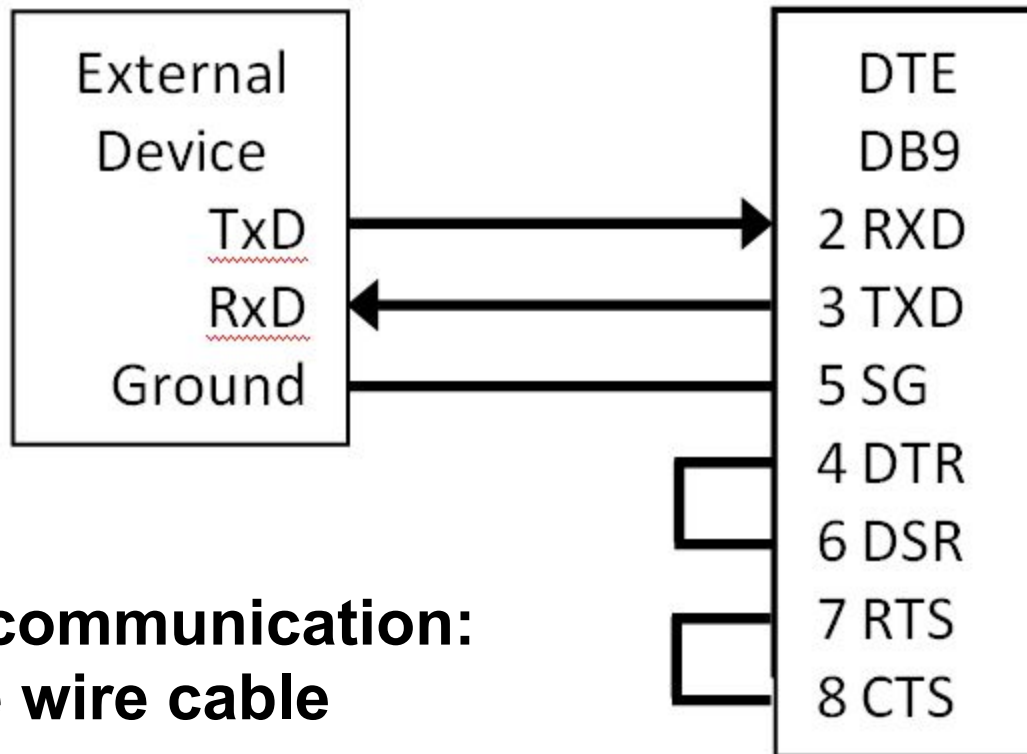 External
Device
TxD
RxD
Ground
DTE
DB9
2 RXD
3 TXD
5 SG
4 DTR
6 DSR
7 RTS
8 CTS
communication:
wire cable